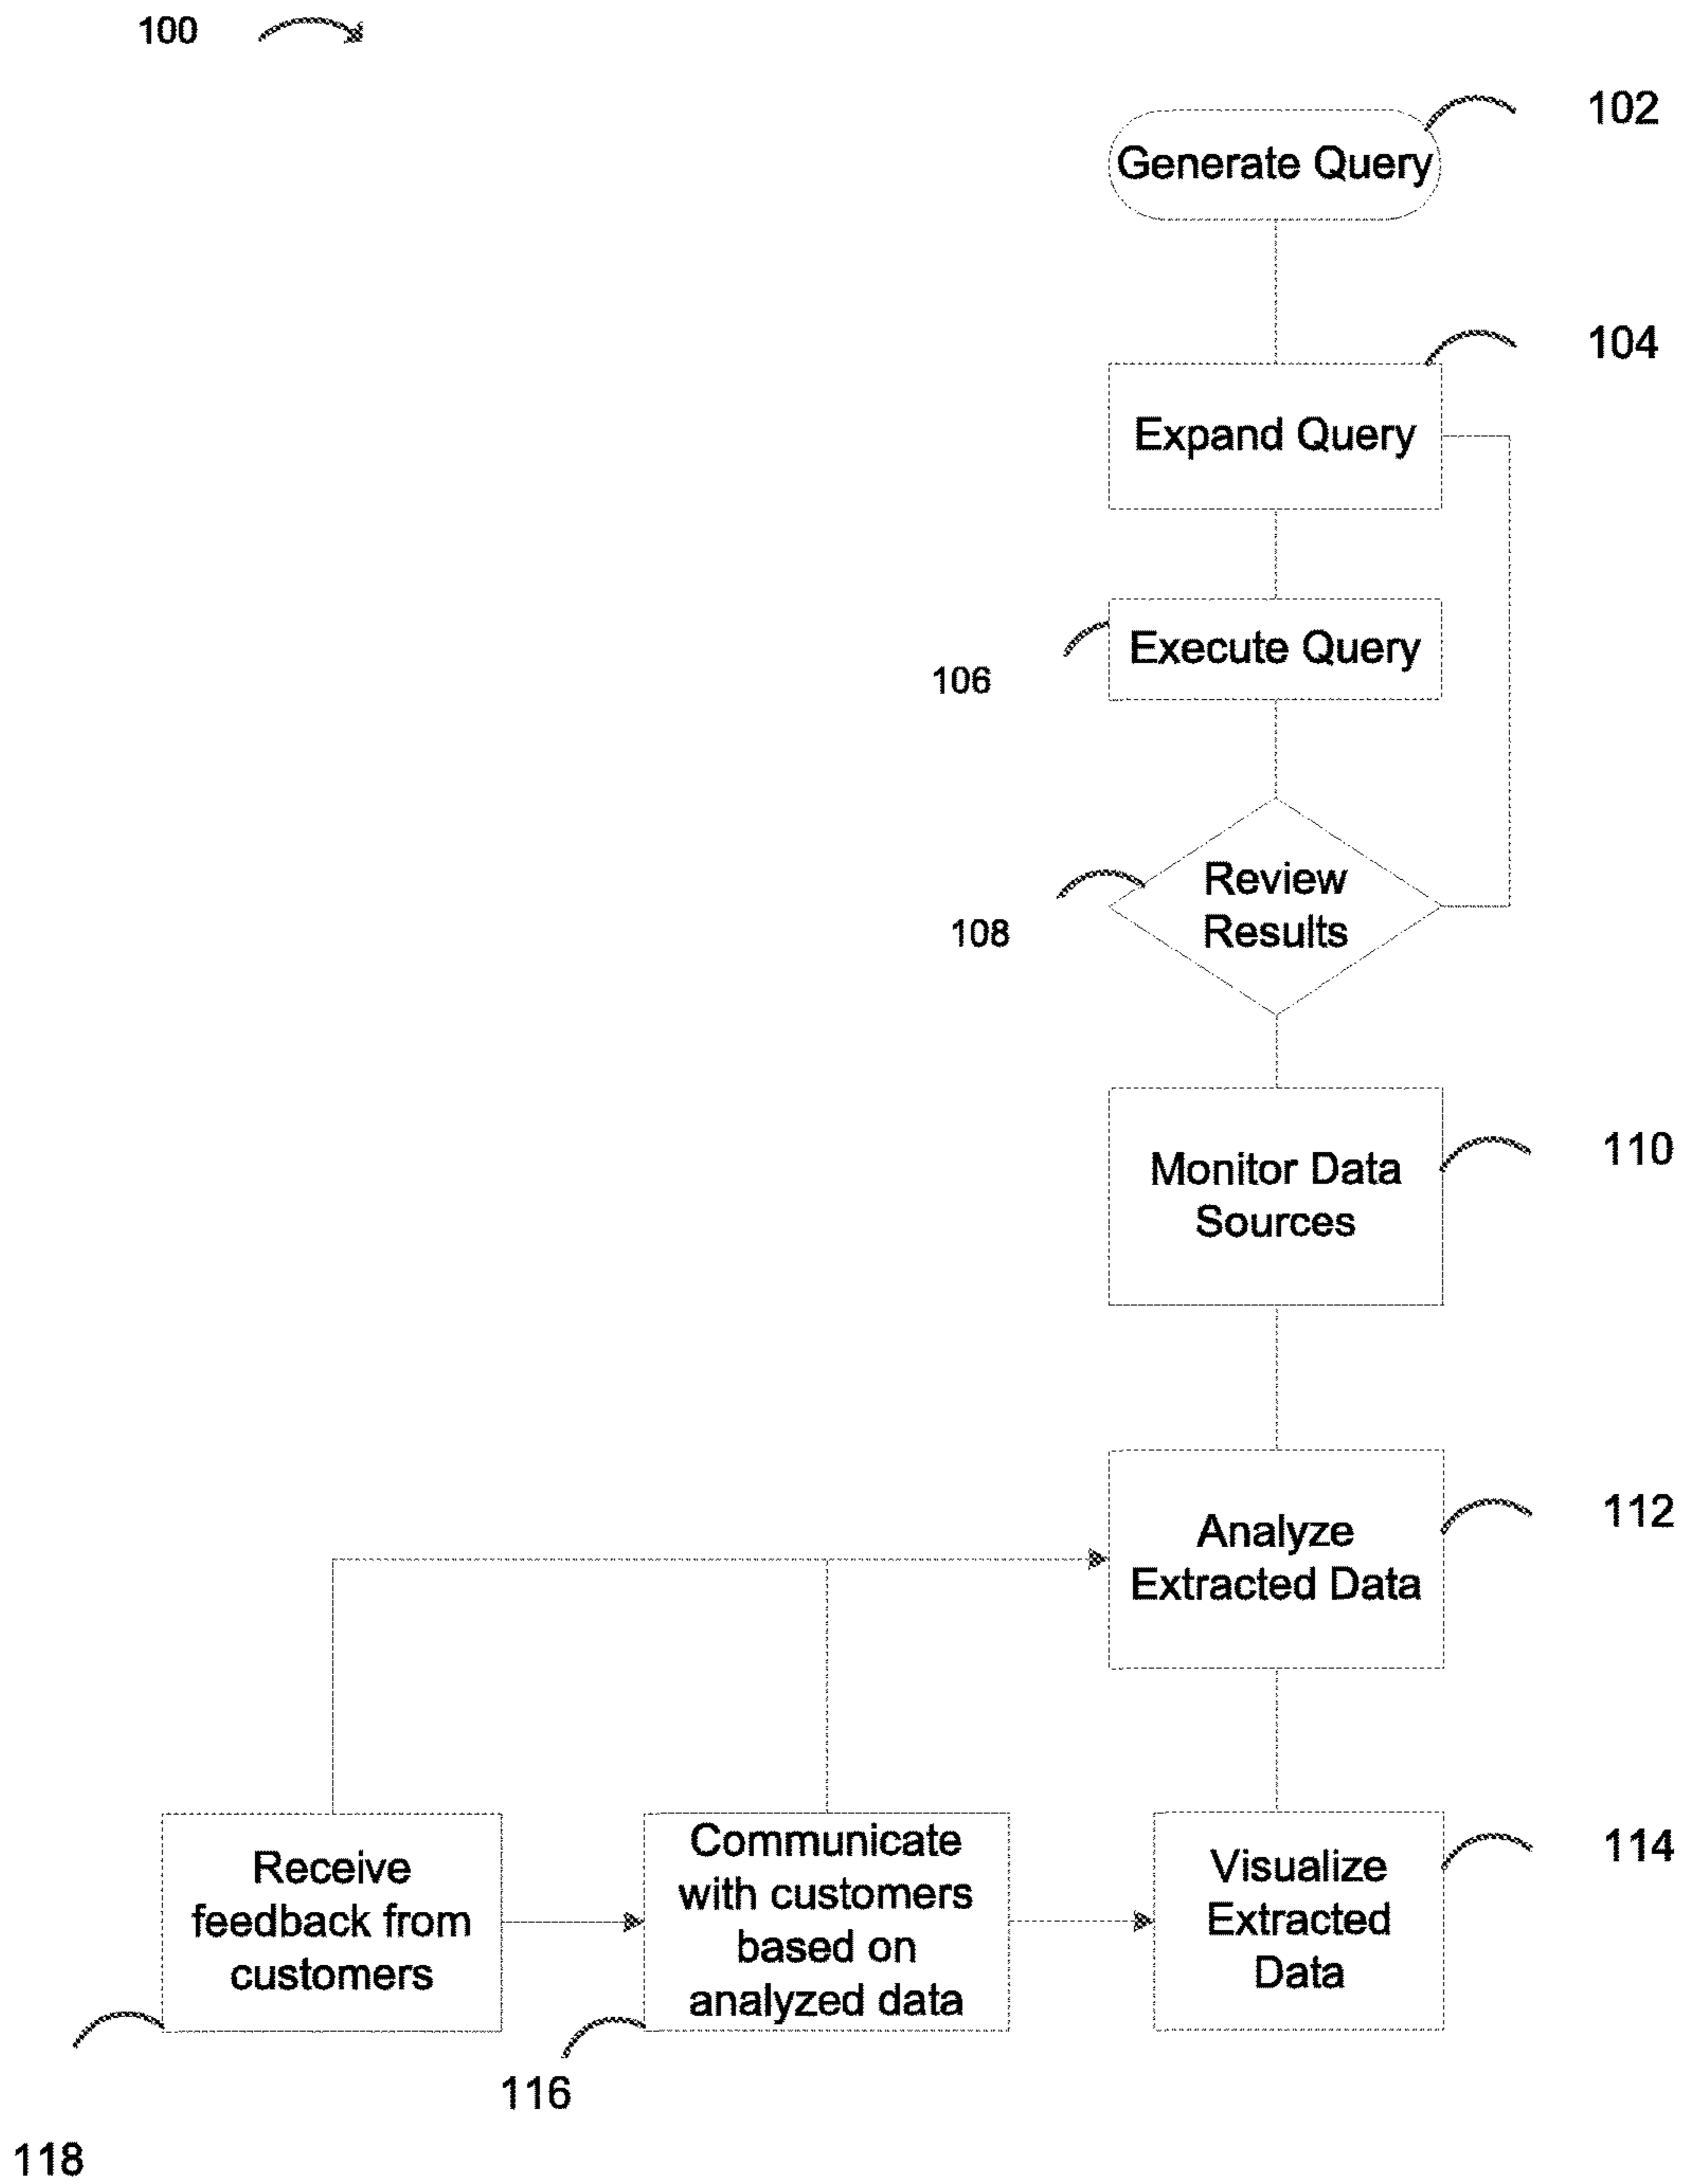 100
102
Generate Query
104
Expand Query
Execute Query
106
Review
Results
108
110
Monitor Data
Sources
112
Analyze
Extracted Data
114
Visualize
Extracted
Data
Communicate
with customers
based on
analyzed data
116
Receive
feedback from
customers
118